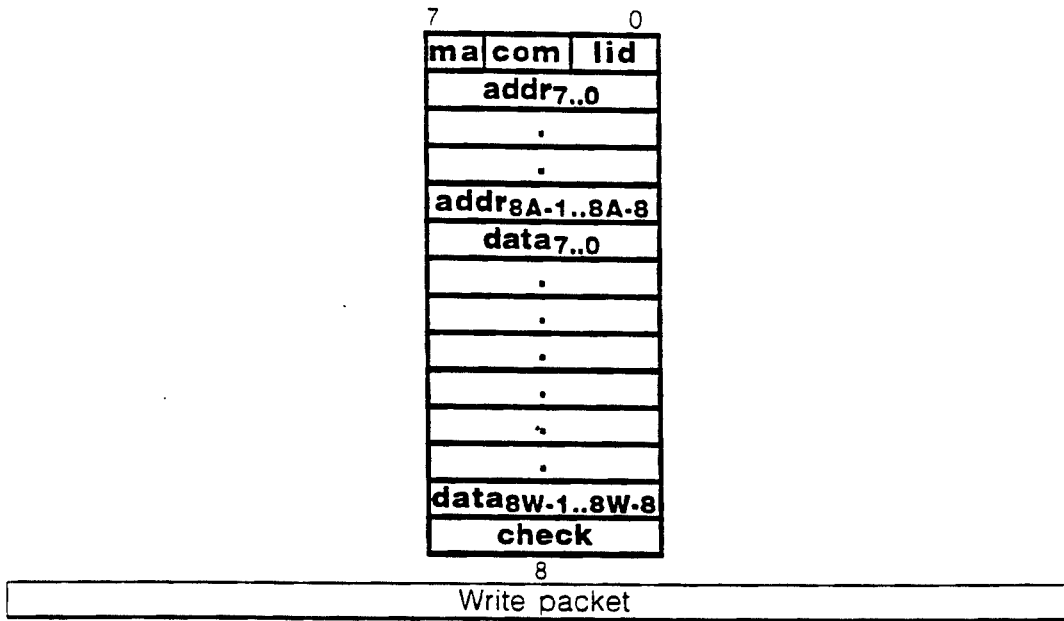 7 0
ma com lid
addr7..0
.
.
addr8A-1..8A-8
data7..0
.
.
.
.
.
.
data8W-1..8W-8
check
8
Write packet